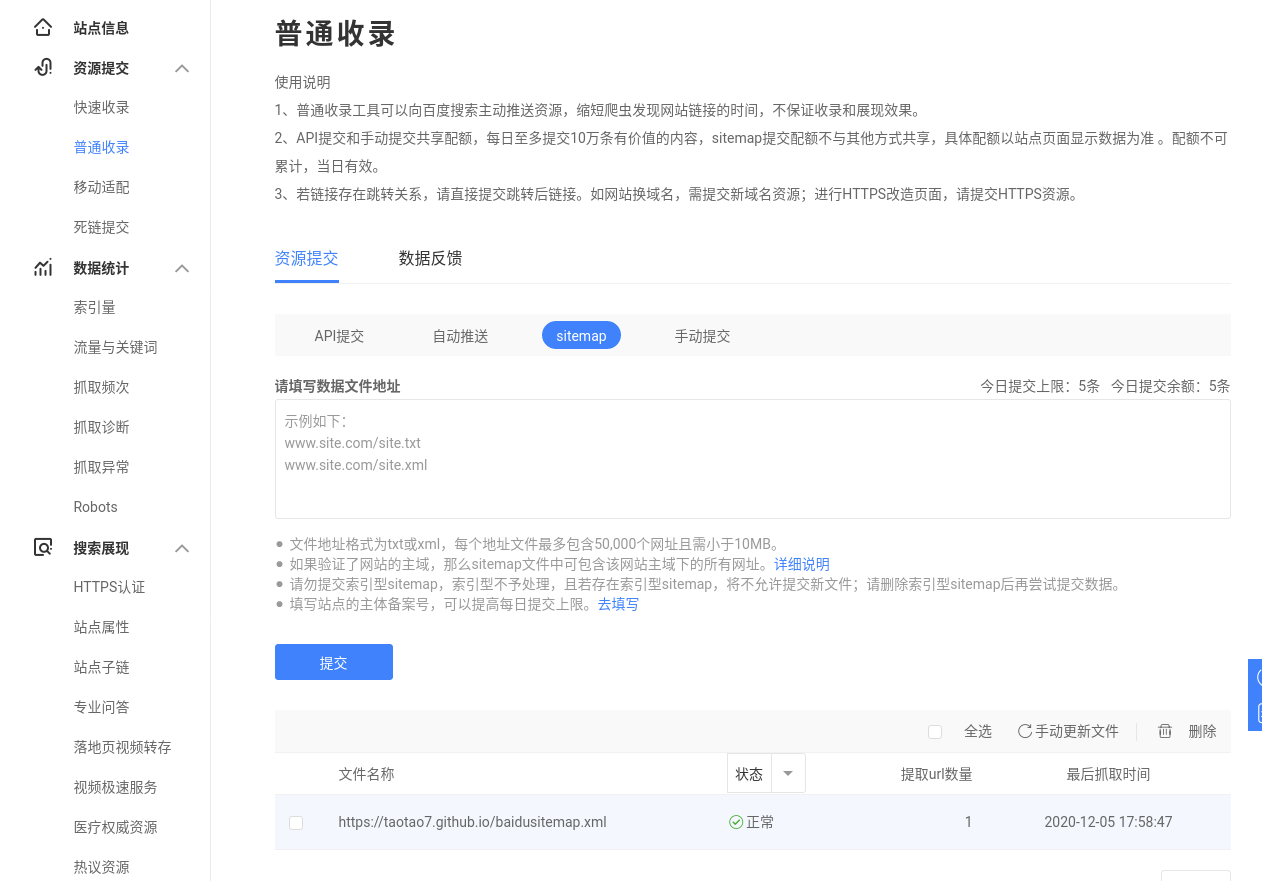 站点信息
资源提交
快速收录
普通收录
移动适配
死链提交
数据统计
索引量
流量与关键词
抓取频次
抓取诊断
抓取异常
Robots
搜索展现
HTTPS认证
站点属性
站点子链
专业问答
落地页视频转存
视频极速服务
医疗权威资源
热议资源
普通收录
使用说明
1、普通收录工具可以向百度搜索主动推送资源，缩短爬虫发现网站链接的时间，不保证收录和展现效果。
2、API提交和手动提交共享配额，每日至多提交10万条有价值的内容，sitemap提交配额不与其他方式共享，具体配额以站点页面显示数据为准 。配额不可
累计，当日有效。
3、若链接存在跳转关系，请直接提交跳转后链接。如网站换域名，需提交新域名资源；进行HTTPS改造页面，请提交HTTPS资源。
资源提交 数据反馈
API提交 自动推送 sitemap 手动提交
请填写数据文件地址 今日提交上限：5条 今日提交余额：5条
示例如下：
www.site.com/site.txt
www.site.com/site.xml
● 文件地址格式为txt或xml，每个地址文件最多包含50,000个网址且需小于10MB。
● 如果验证了网站的主域，那么sitemap文件中可包含该网站主域下的所有网址。详细说明
● 请勿提交索引型sitemap，索引型不予处理，且若存在索引型sitemap，将不允许提交新文件；请删除索引型sitemap后再尝试提交数据。
● 填写站点的主体备案号，可以提高每日提交上限。去填写
提交
全选 手动更新文件 删除
文件名称 状态 提取url数量 最后抓取时间
https://taotao7.github.io/baidusitemap.xml 正常 1 2020-12-05 17:58:47